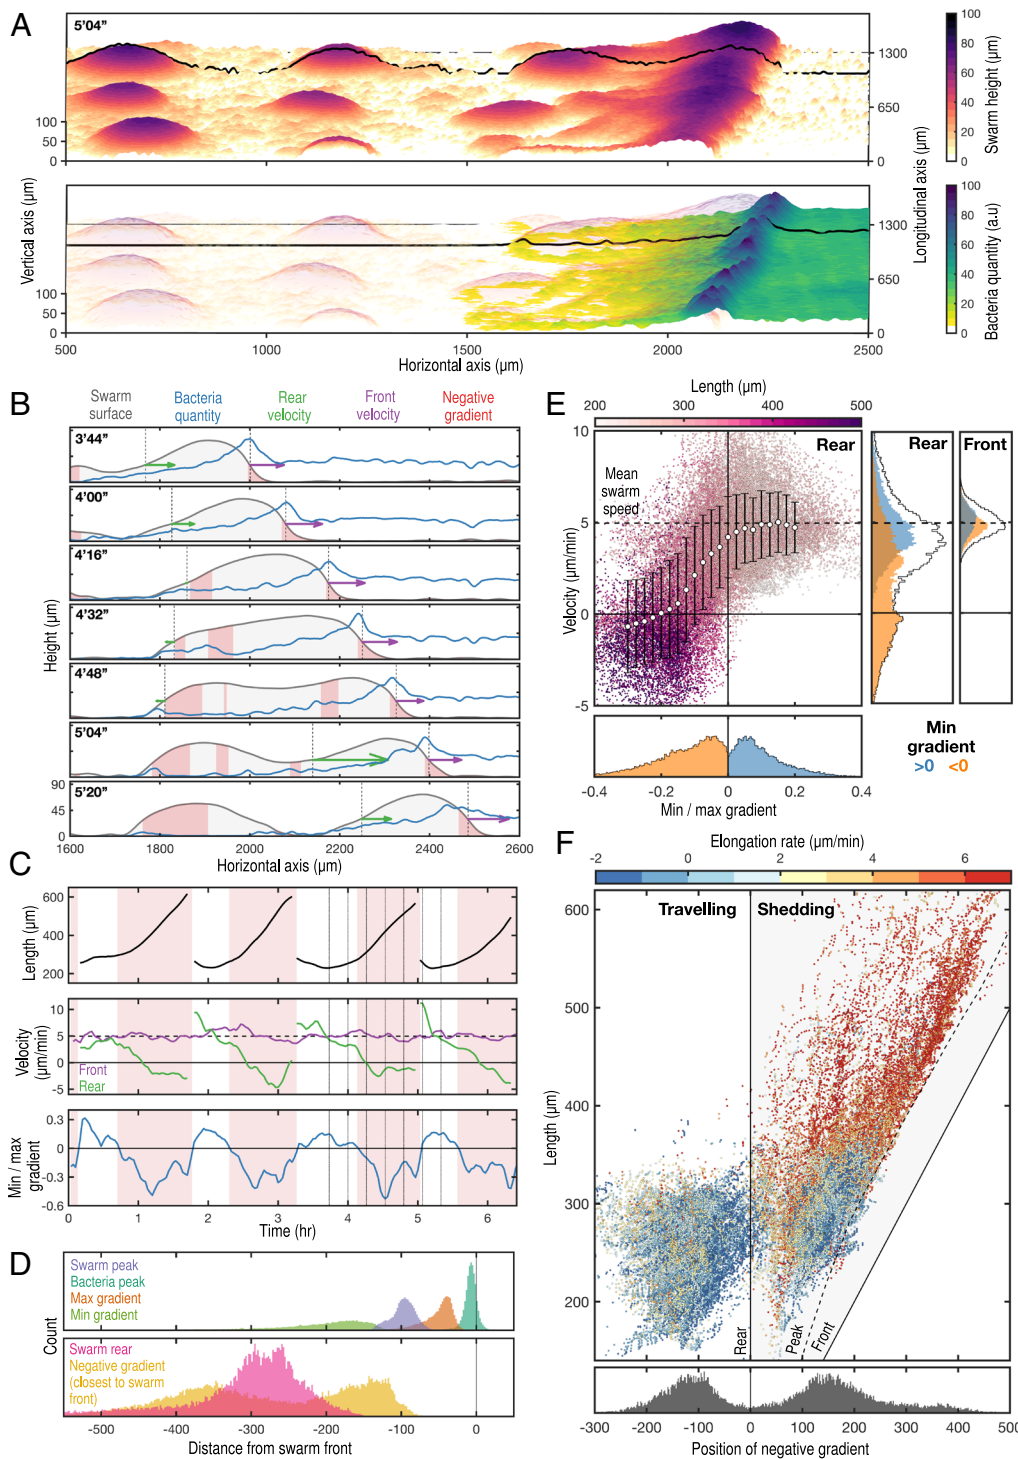 A
5’04”
100
50
0
1300
650
0
Longitudinal axis (µm)
100
80
60
40
20
0
Swarm height (µm)
Vertical axis (µm)
100
50
0
1300
650
0
100
80
60
40
20
0
Bacteria quantity (a.u)
500
1000
1500
2000
2500
Horizontal axis (µm)
B
Swarm surface
Bacteria quantity
Rear velocity
Front velocity
Negative gradient
3’44”
4’00”
4’16”
4’32”
4’48”
5’04”
5’20”
Height (µm)
90
45
0
1600
1800
2000
2200
2400
2600
Horizontal axis (µm)
C
Length (µm)
600
400
200
Velocity (µm/min)
10
5
0
-5
Front
Rear
Min / max gradient
0.3
0
-0.3
-0.6
0
1
2
3
4
5
6
Time (hr)
D
Count
Swarm peak
Bacteria peak
Max gradient
Min gradient
Swarm rear
Negative gradient
(closest to swarm
front)
-500
-400
-300
-200
-100
0
Distance from swarm front
E
Length (µm)
200
300
400
500
Rear
Mean
swarm
speed
Velocity (µm/min)
10
5
0
-5
Rear
Front
Min
gradient
>0 <0
-0.4
-0.2
0
0.2
0.4
Min / max gradient
F
Elongation rate (µm/min)
-2
0
2
4
6
Travelling
Shedding
Length (µm)
600
500
400
300
200
Rear
Peak
Front
-300
-200
-100
0
100
200
300
400
500
Position of negative gradient